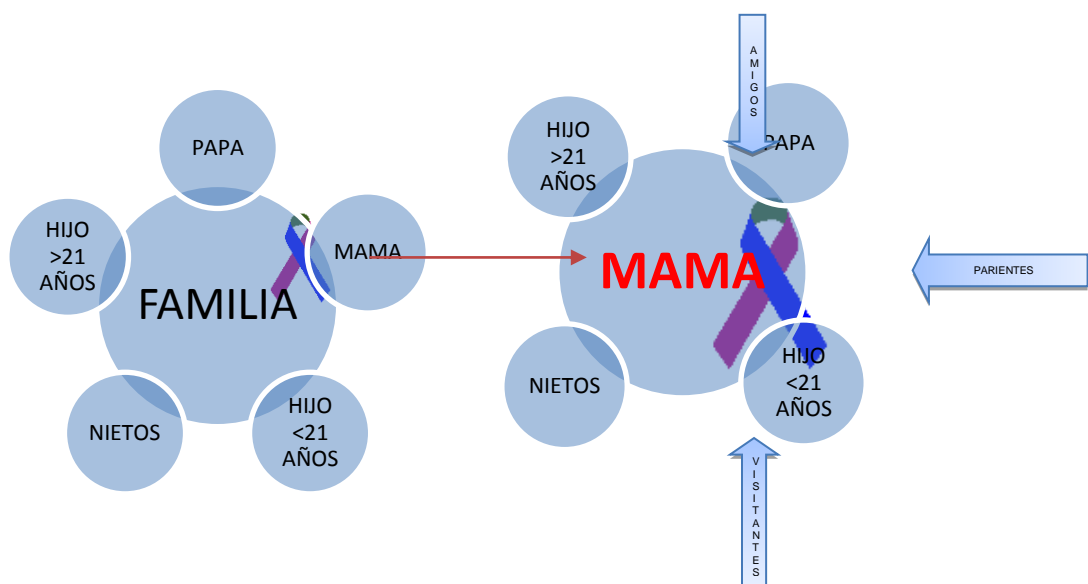 PAPA
HIJO
>21
AÑOS
MAMA
FAMILIA
NIETOS
HIJO
<21
AÑOS
AMIGOS
HIJO
>21
AÑOS
PAPA
MAMA
PARIENTES
NIETOS
HIJO
<21
AÑOS
VISITANTES